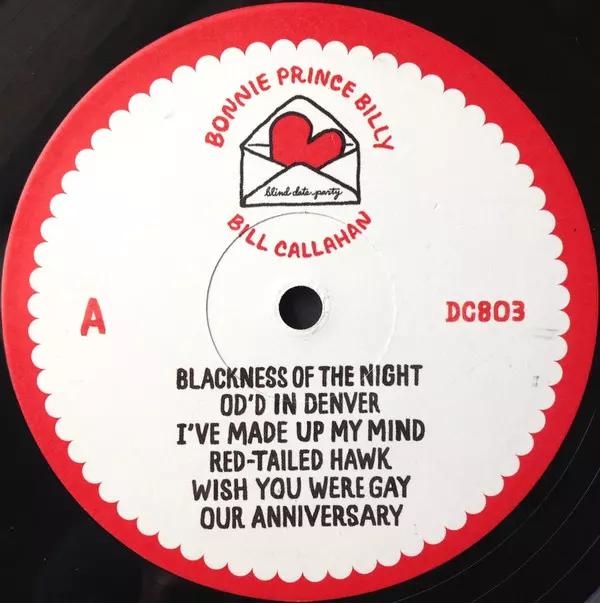 BONNIE PRINCE BILLY
blind date party
BILL CALLAHAN
A
DC803
BLACKNESS OF THE NIGHT
OD'D IN DENVER
I'VE MADE UP MY MIND
RED-TAILED HAWK
WISH YOU WERE GAY
OUR ANNIVERSARY